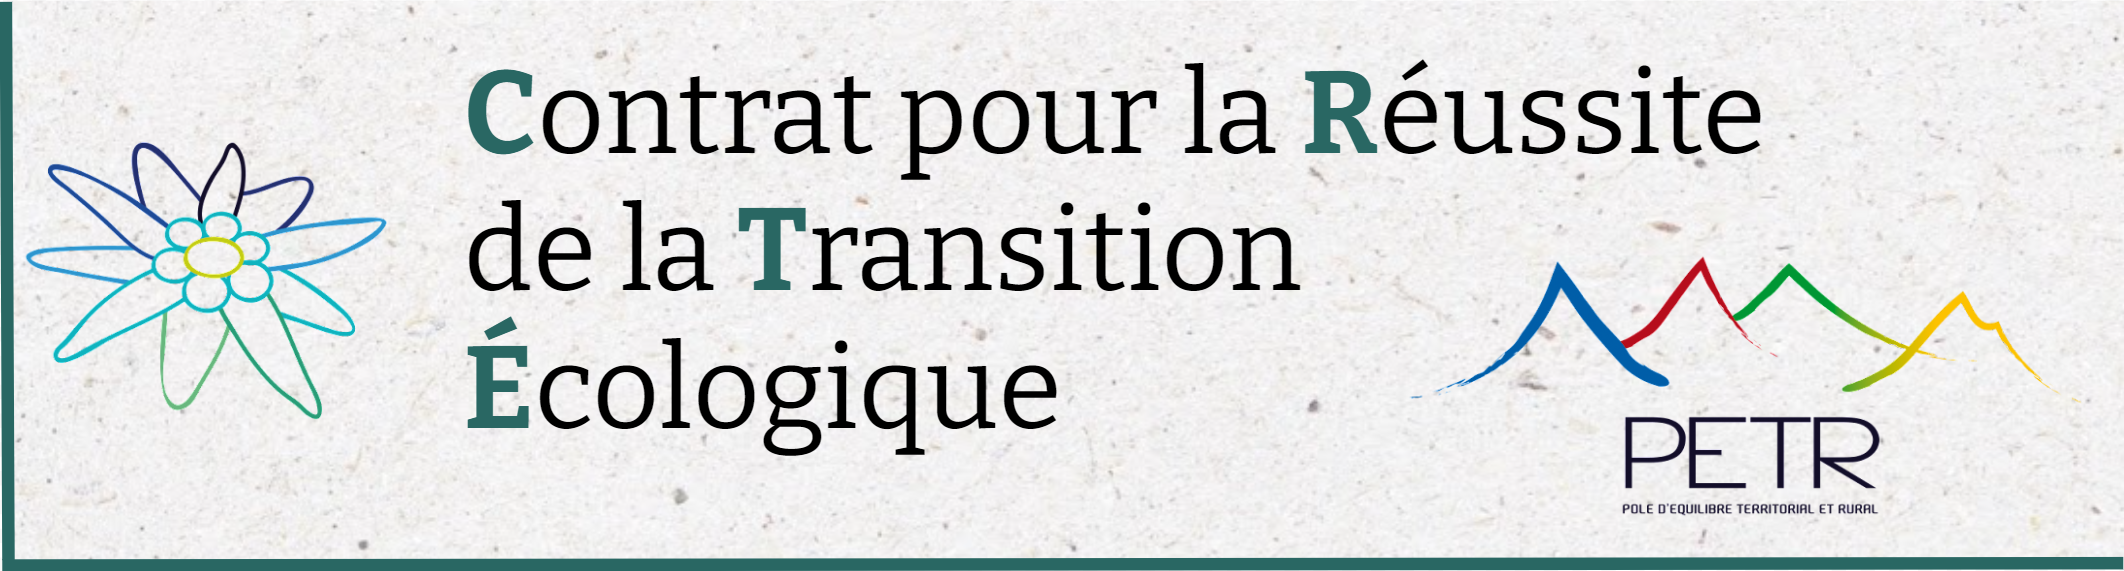 Contrat pour la Réussite
de la Transition
Écologique
PETR
POLE D'EQUILIBRE TERRITORIAL ET RURAL